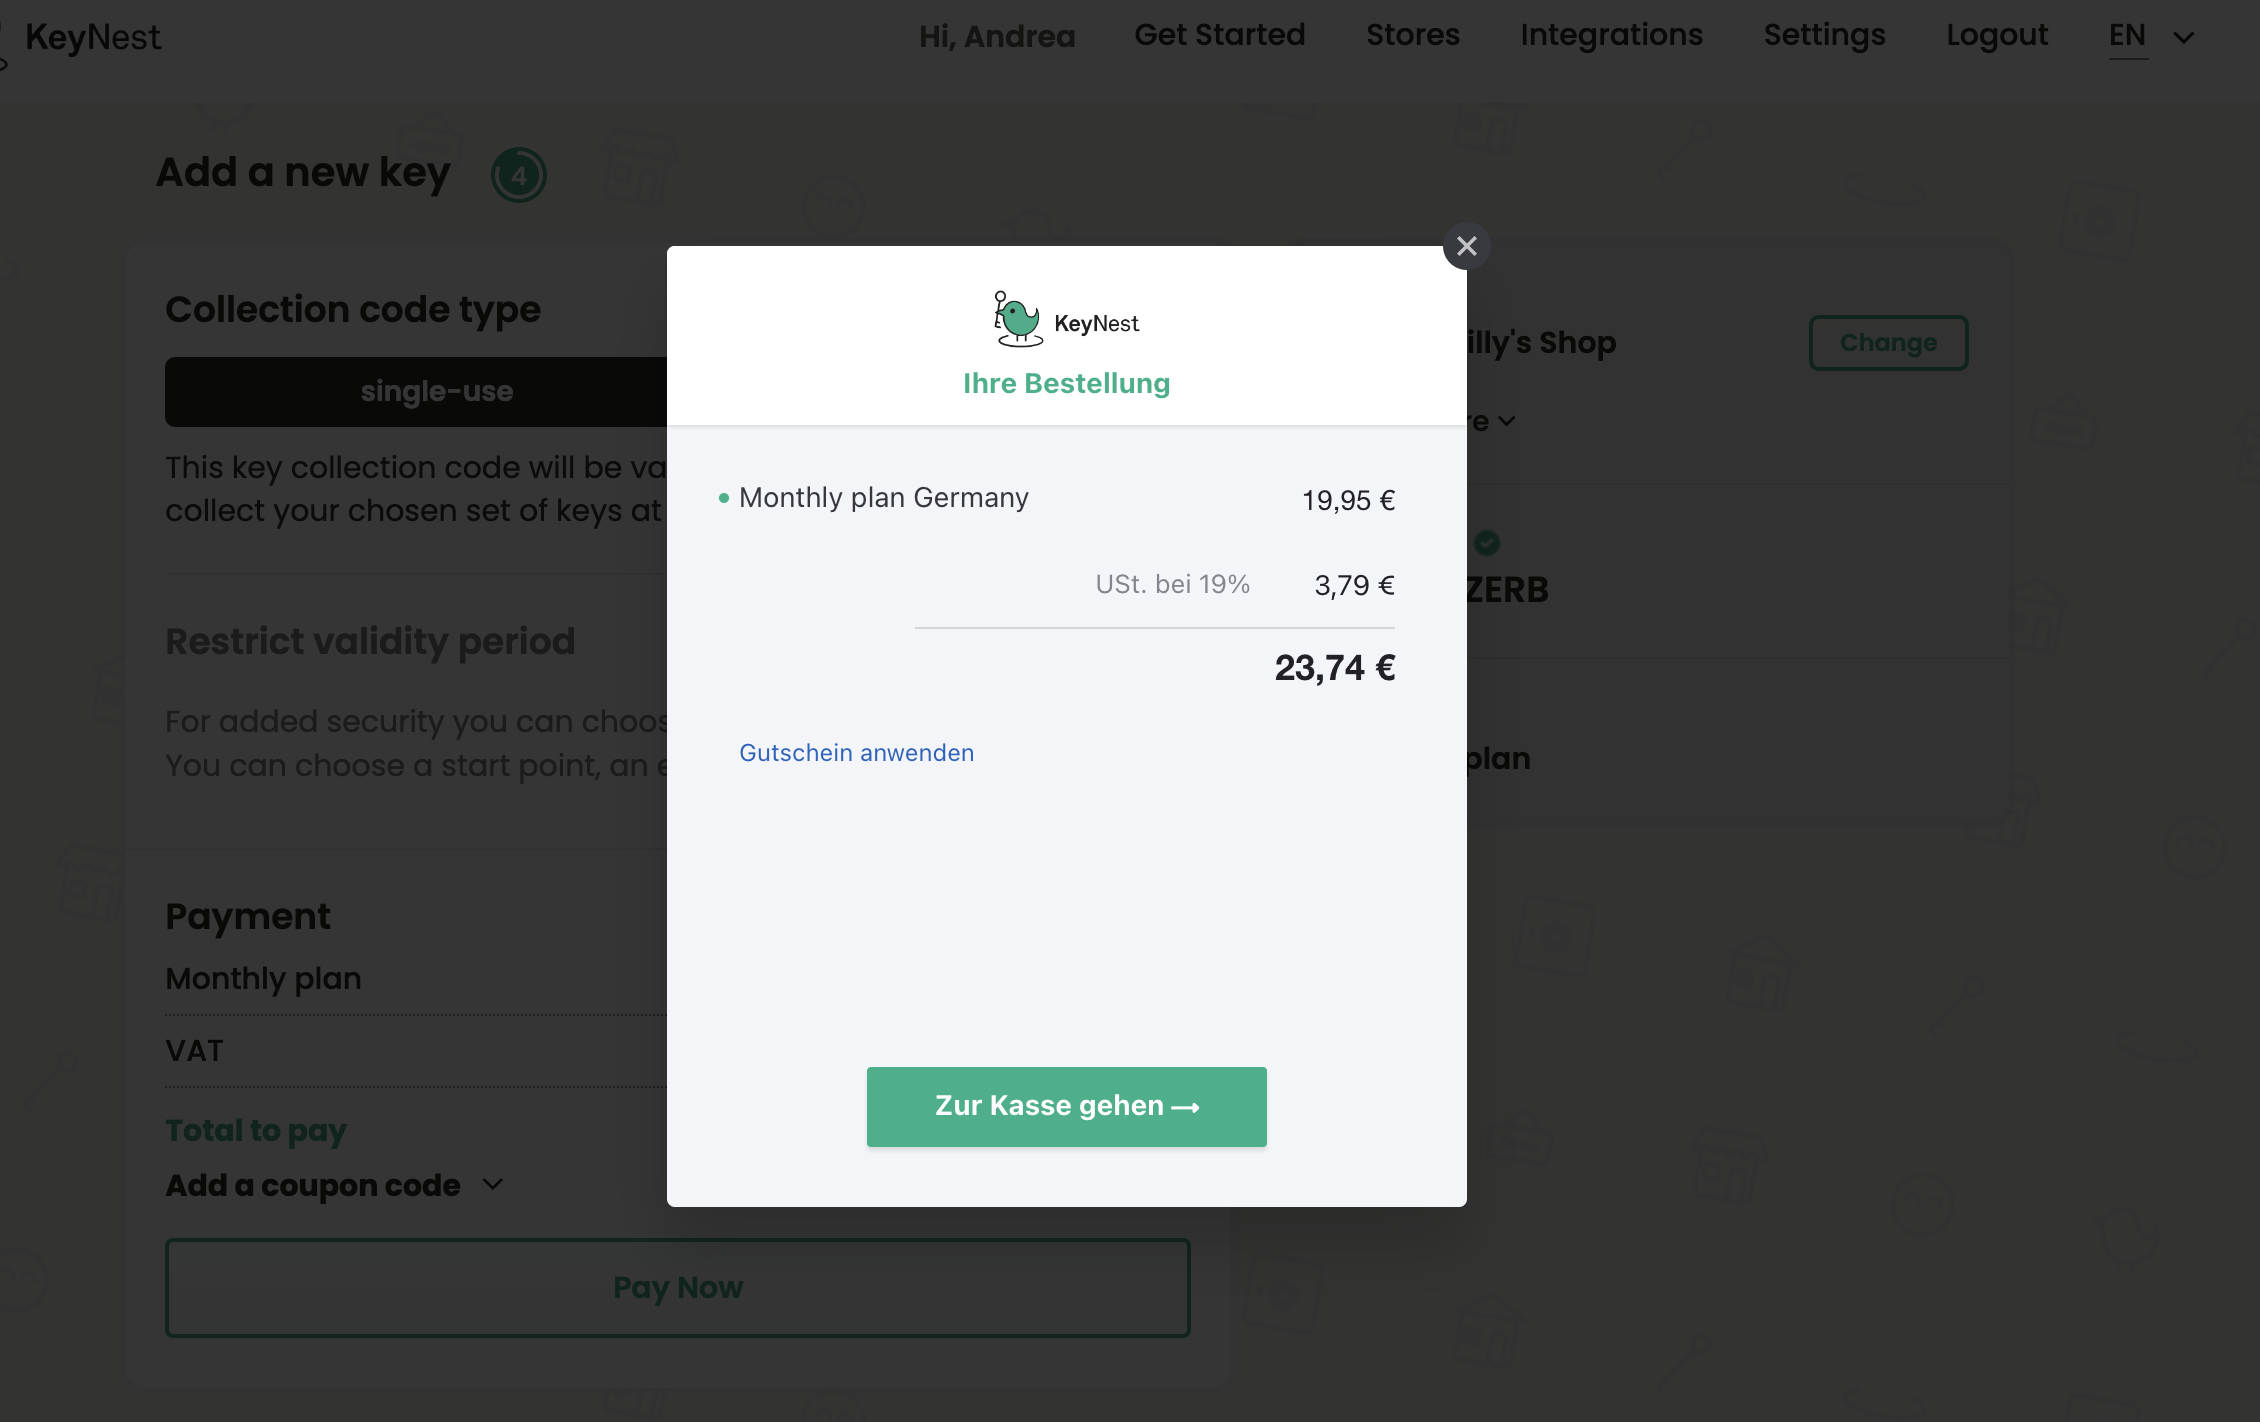 KeyNest
Hi, Andrea
Get Started
Stores
Integrations
Settings
Logout
EN
Add a new key
4
Collection code type
single-use
This key collection code will be va
collect your chosen set of keys at
Restrict validity period
For added security you can choos
You can choose a start point, an e
Payment
Monthly plan
VAT
Total to pay
Add a coupon code
Pay Now
KeyNest
Ihre Bestellung
Monthly plan Germany 19,95 €
USt. bei 19% 3,79 €
23,74 €
Gutschein anwenden
Zur Kasse gehen
illy's Shop
Change
re
ZERB
plan